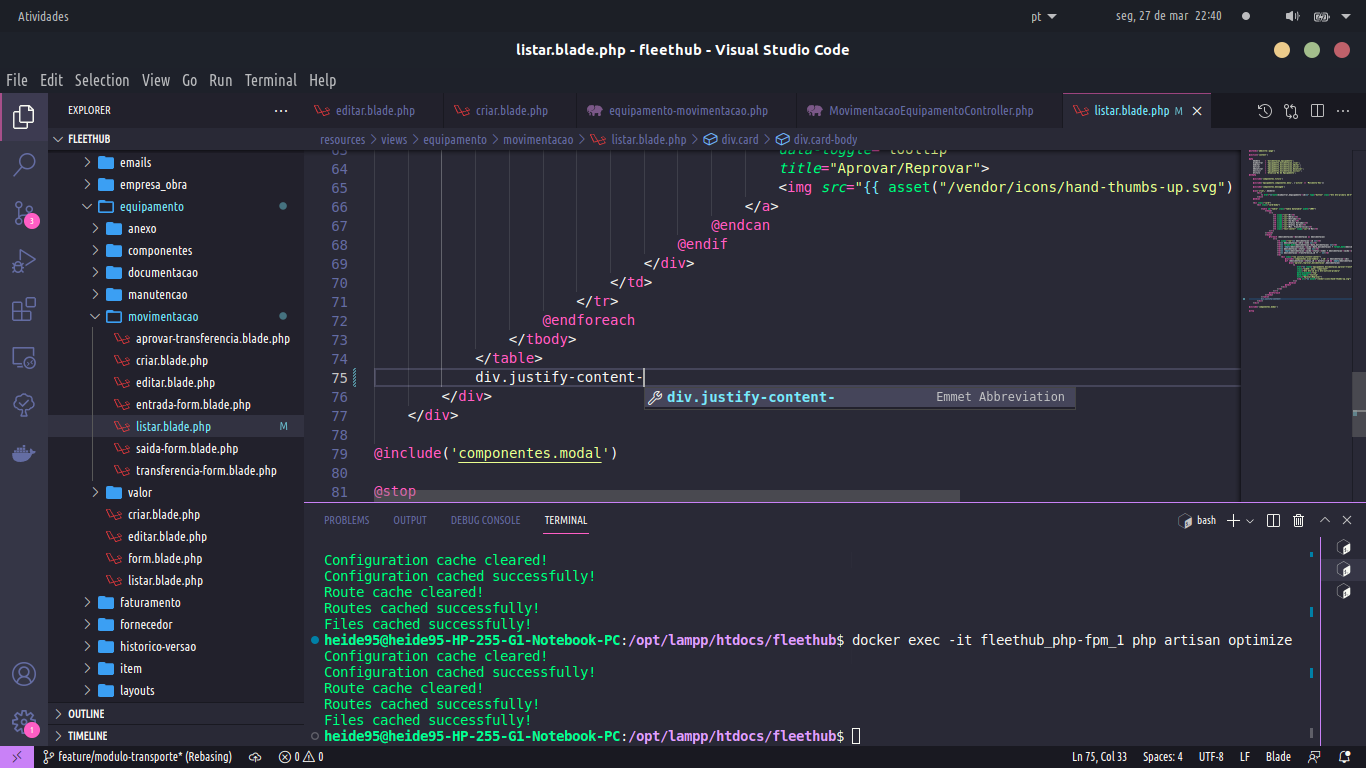 Atividades
pt
seg, 27 de mar 22:40
listar.blade.php - fleethub - Visual Studio Code
File Edit Selection View Go Run Terminal Help
EXPLORER
editar.blade.php
criar.blade.php
equipamento-movimentacao.php
MovimentacaoEquipamentoController.php
listar.blade.php M
FLEETHUB
resources > views > equipamento > movimentacao > listar.blade.php > div.card > div.card-body
emails
empresa_obra
equipamento
anexo
componentes
documentacao
manutencao
movimentacao
aprovar-transferencia.blade.php
criar.blade.php
editar.blade.php
entrada-form.blade.php
listar.blade.php M
saida-form.blade.php
transferencia-form.blade.php
valor
criar.blade.php
editar.blade.php
form.blade.php
listar.blade.php
faturamento
fornecedor
historico-versao
item
layouts
OUTLINE
TIMELINE
3
1
63 data-toggle="tooltip"
64 title="Aprovar/Reprovar">
65 <img src="{{ asset("/vendor/icons/hand-thumbs-up.svg")
66 </a>
67 @endcan
68 @endif
69 </div>
70 </td>
71 </tr>
72 @endforeach
73 </tbody>
74 </table>
75 div.justify-content-
76 </div>
div.justify-content- Emmet Abbreviation
77 </div>
78
79 @include('componentes.modal')
80
81 @stop
PROBLEMS OUTPUT DEBUG CONSOLE TERMINAL
bash
Configuration cache cleared!
Configuration cached successfully!
Route cache cleared!
Routes cached successfully!
Files cached successfully!
heide95@heide95-HP-255-G1-Notebook-PC:/opt/lampp/htdocs/fleethub$ docker exec -it fleethub_php-fpm_1 php artisan optimize
Configuration cache cleared!
Configuration cached successfully!
Route cache cleared!
Routes cached successfully!
Files cached successfully!
heide95@heide95-HP-255-G1-Notebook-PC:/opt/lampp/htdocs/fleethub$
feature/modulo-transporte* (Rebasing) 0 0 Ln 75, Col 33 Spaces: 4 UTF-8 LF Blade